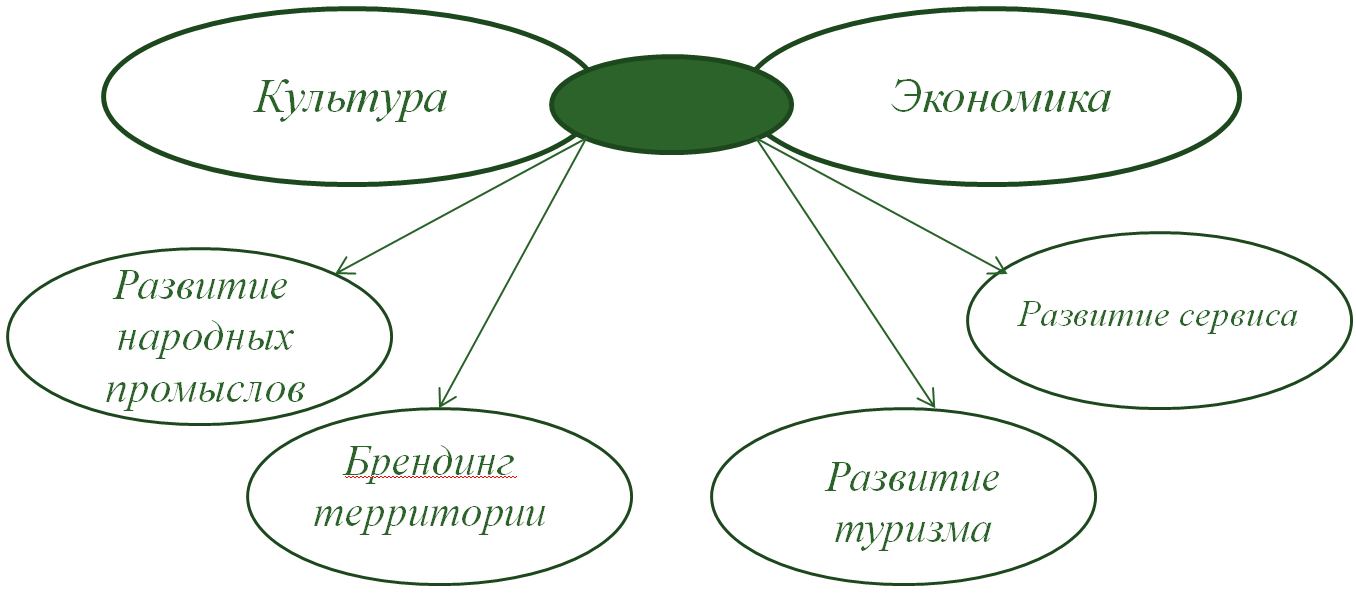 Культура
Экономика
Развитие
народных
промыслов
Развитие сервиса
Брендинг
территории
Развитие
туризма